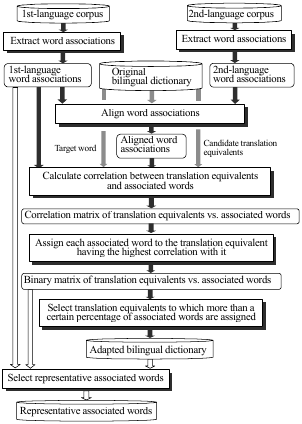 1st-language corpus
2nd-language corpus
Extract word associations
Extract word associations
1st-language
word associations
Original
bilingual dictionary
2nd-language
word associations
Align word associations
Target word
Aligned word
associations
Candidate translation
equivalents
Calculate correlation between translation equivalents
and associated words
Correlation matrix of translation equivalents vs. associated words
Assign each associated word to the translation equivalent
having the highest correlation with it
Binary matrix of translation equivalents vs. associated words
Select translation equivalents to which more than a
certain percentage of associated words are assigned
Adapted bilingual dictionary
Select representative associated words
Representative associated words